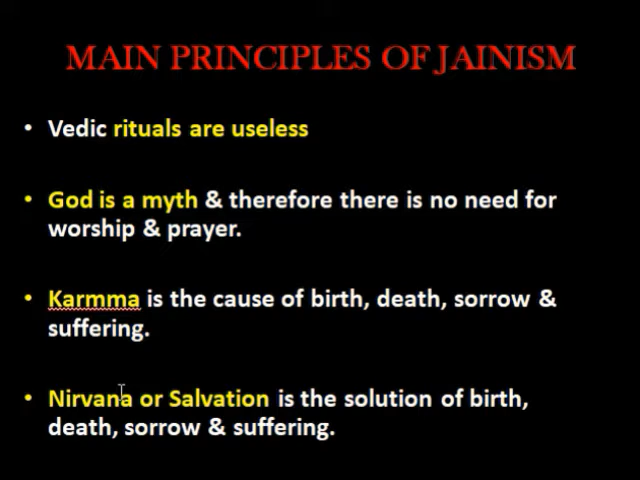 MAIN PRINCIPLES OF JAINISM
• Vedic rituals are useless
• God is a myth & therefore there is no need for
worship & prayer.
• Karmma is the cause of birth, death, sorrow &
suffering.
• Nirvana or Salvation is the solution of birth,
death, sorrow & suffering.